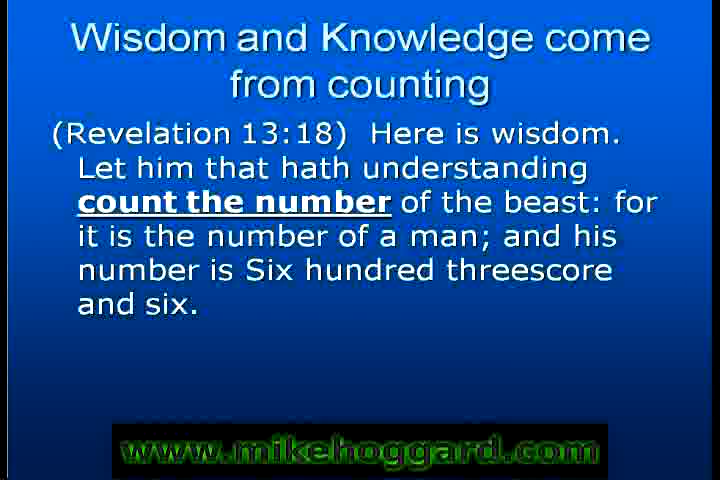 Wisdom and Knowledge come
from counting
(Revelation 13:18)  Here is wisdom.
Let him that hath understanding
count the number of the beast: for
it is the number of a man; and his
number is Six hundred threescore
and six.
www.mikehoggard.com